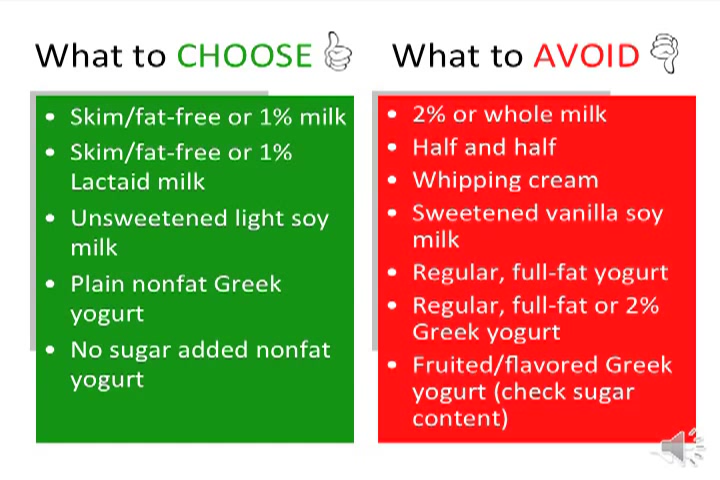 What to CHOOSE
• Skim/fat-free or 1% milk
• Skim/fat-free or 1%
Lactaid milk
• Unsweetened light soy
milk
• Plain nonfat Greek
yogurt
• No sugar added nonfat
yogurt
What to AVOID
• 2% or whole milk
• Half and half
• Whipping cream
• Sweetened vanilla soy
milk
• Regular, full-fat yogurt
• Regular, full-fat or 2%
Greek yogurt
• Fruited/flavored Greek
yogurt (check sugar
content)